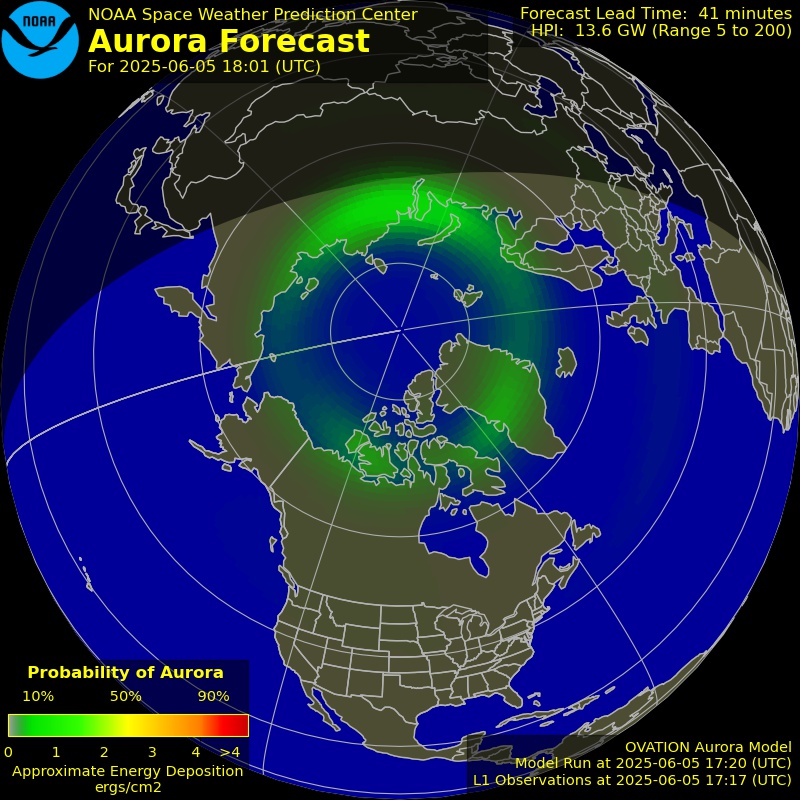 NOAA
NOAA Space Weather Prediction Center
Aurora Forecast
For 2025-06-05 18:01 (UTC)
Forecast Lead Time: 41 minutes
HPI: 13.6 GW (Range 5 to 200)
Probability of Aurora
10% 50% 90%
0 1 2 3 4 >4
Approximate Energy Deposition
ergs/cm2
OVATION Aurora Model
Model Run at 2025-06-05 17:20 (UTC)
L1 Observations at 2025-06-05 17:17 (UTC)